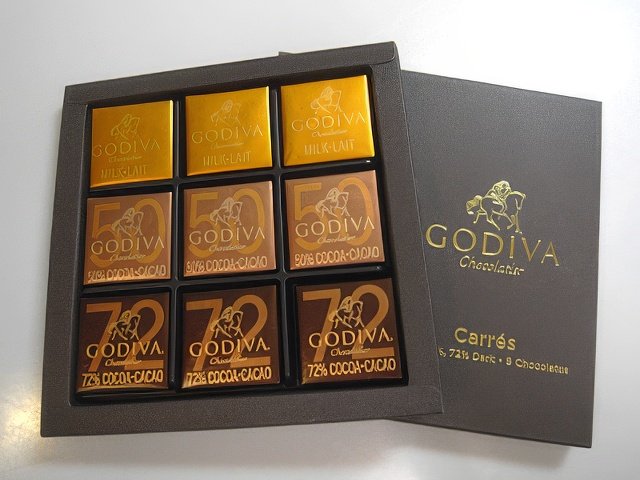 GODIVA
Chocolatier
MILK·LAIT
GODIVA
Chocolatier
MILK·LAIT
GODIVA
Chocolatier
MILK·LAIT
50
GODIVA
Chocolatier
50% COCOA·CACAO
50
GODIVA
Chocolatier
50% COCOA·CACAO
50
GODIVA
Chocolatier
50% COCOA·CACAO
72
GODIVA
Chocolatier
72% COCOA·CACAO
72
GODIVA
Chocolatier
72% COCOA·CACAO
72
GODIVA
Chocolatier
72% COCOA·CACAO
GODIVA
Chocolatier
Carrés
%, 72% Dark • 9 Chocolates